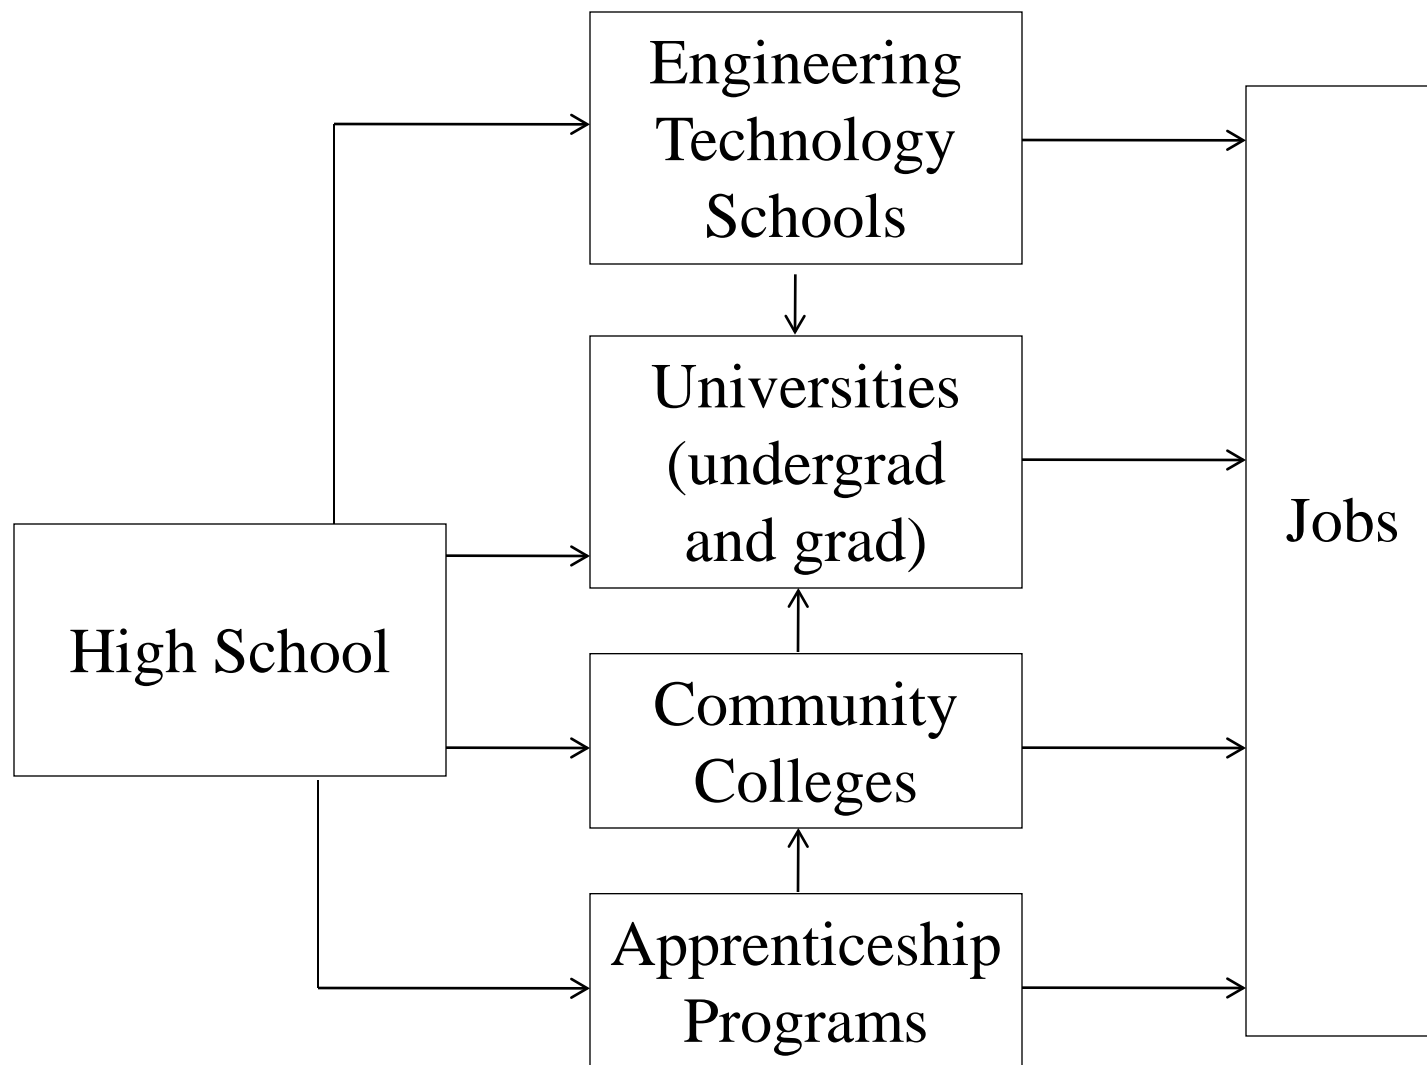 Engineering
Technology
Schools
Universities
(undergrad
and grad)
Jobs
High School
Community
Colleges
Apprenticeship
Programs